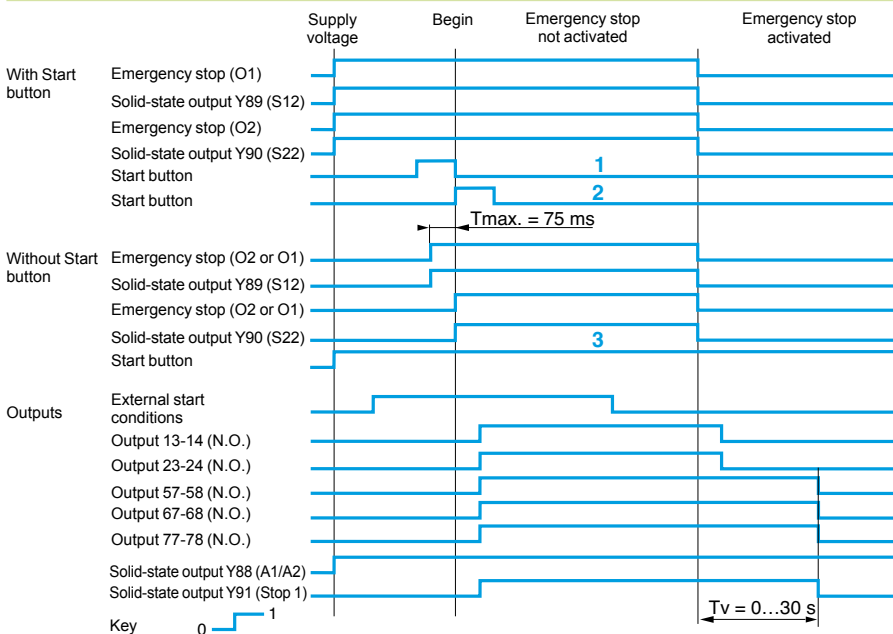 Supply voltage
Begin
Emergency stop not activated
Emergency stop activated
With Start button
Emergency stop (O1)
Solid-state output Y89 (S12)
Emergency stop (O2)
Solid-state output Y90 (S22)
Start button
1
Start button
2
Tmax. = 75 ms
Without Start button
Emergency stop (O2 or O1)
Solid-state output Y89 (S12)
Emergency stop (O2 or O1)
Solid-state output Y90 (S22)
3
Start button
Outputs
External start conditions
Output 13-14 (N.O.)
Output 23-24 (N.O.)
Output 57-58 (N.O.)
Output 67-68 (N.O.)
Output 77-78 (N.O.)
Solid-state output Y88 (A1/A2)
Solid-state output Y91 (Stop 1)
Tv = 0…30 s
Key
0
1